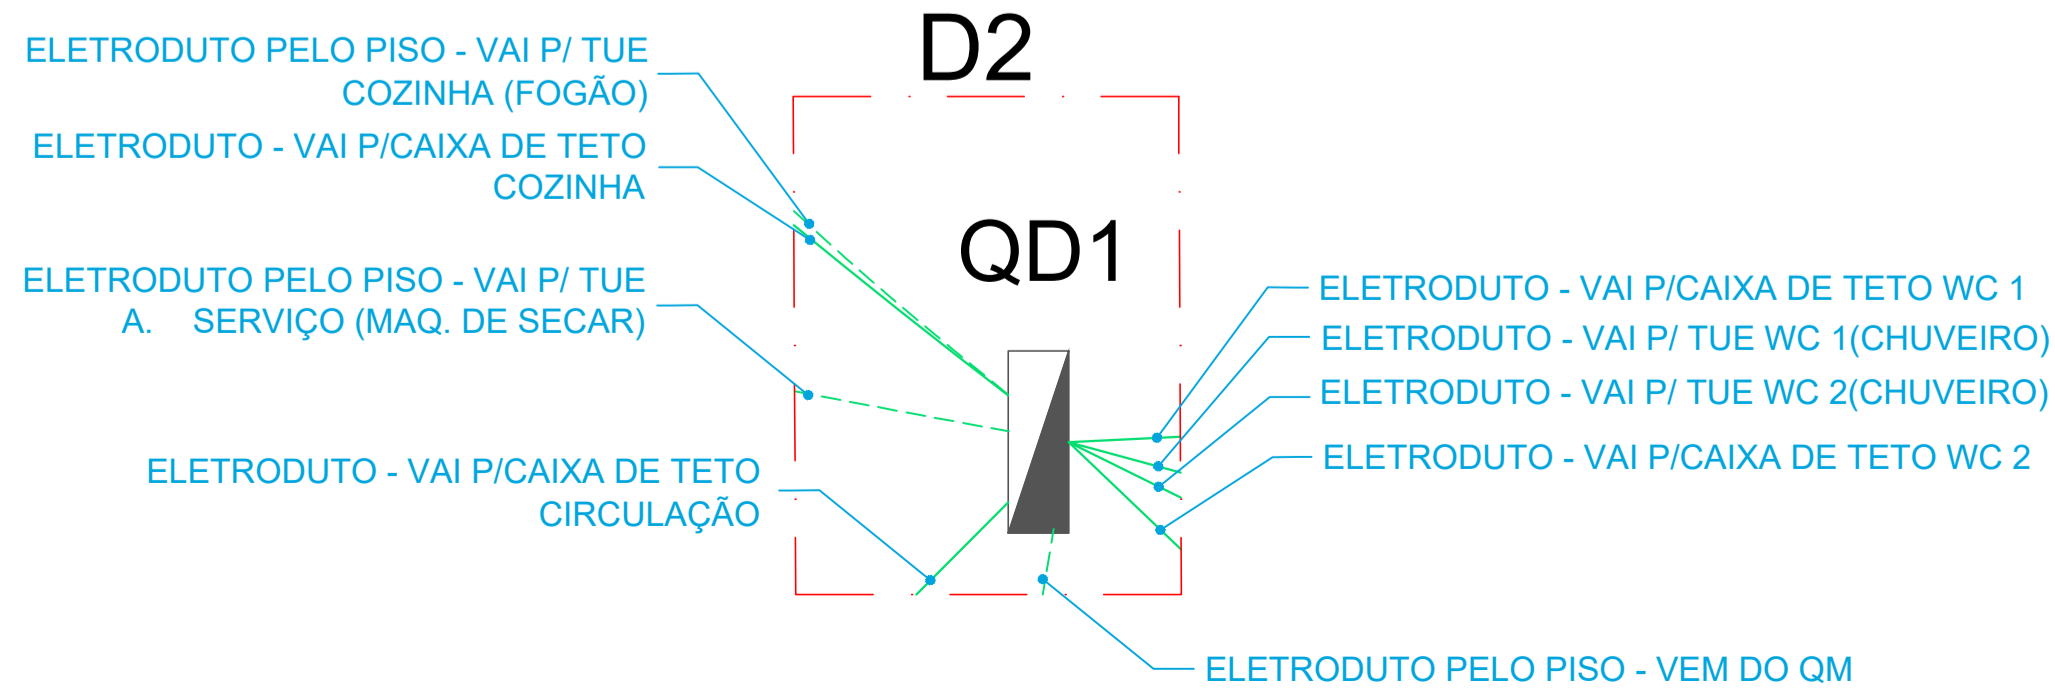 D2
ELETRODUTO PELO PISO - VAI P/ TUE
COZINHA (FOGÃO)
ELETRODUTO - VAI P/CAIXA DE TETO
COZINHA
QD1
ELETRODUTO PELO PISO - VAI P/ TUE
A. SERVIÇO (MAQ. DE SECAR)
ELETRODUTO - VAI P/CAIXA DE TETO WC 1
ELETRODUTO - VAI P/ TUE WC 1(CHUVEIRO)
ELETRODUTO - VAI P/ TUE WC 2(CHUVEIRO)
ELETRODUTO - VAI P/CAIXA DE TETO WC 2
ELETRODUTO - VAI P/CAIXA DE TETO
CIRCULAÇÃO
ELETRODUTO PELO PISO - VEM DO QM